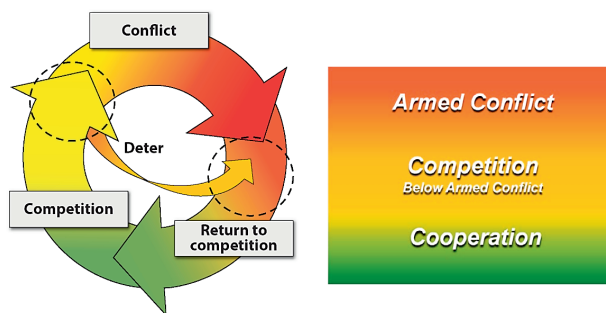 Conflict
Deter
Competition
Return to
competition
Armed Conflict
Competition
Below Armed Conflict
Cooperation